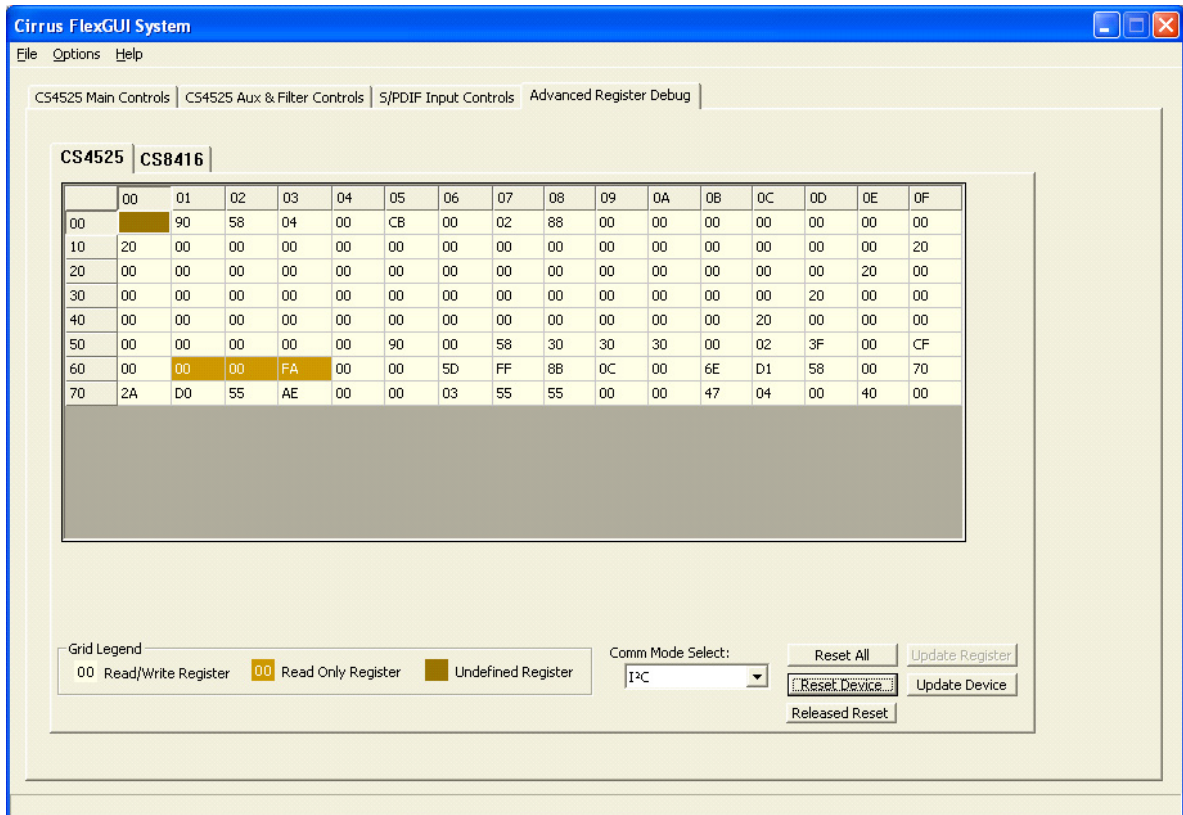 Cirrus FlexGUI System
File Options Help
CS4525 Main Controls CS4525 Aux & Filter Controls S/PDIF Input Controls Advanced Register Debug
CS4525 CS8416
00 01 02 03 04 05 06 07 08 09 0A 0B 0C 0D 0E 0F
00 90 58 04 00 CB 00 02 88 00 00 00 00 00 00 00
10 20 00 00 00 00 00 00 00 00 00 00 00 00 00 00 20
20 00 00 00 00 00 00 00 00 00 00 00 00 00 00 20 00
30 00 00 00 00 00 00 00 00 00 00 00 00 00 20 00 00
40 00 00 00 00 00 00 00 00 00 00 00 00 20 00 00 00
50 00 00 00 00 00 90 00 58 30 30 30 00 02 3F 00 CF
60 00 00 00 FA 00 00 5D FF 8B 0C 00 6E D1 58 00 70
70 2A D0 55 AE 00 00 03 55 55 00 00 47 04 00 40 00
Grid Legend
00 Read/Write Register 00 Read Only Register Undefined Register
Comm Mode Select:
I²C
Reset All Update Register
Reset Device Update Device
Released Reset